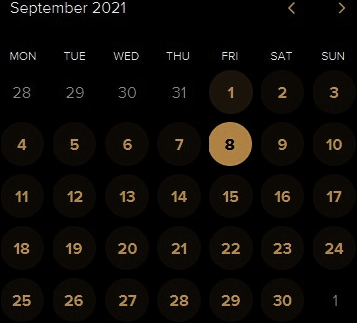 September 2021
MON TUE WED THU FRI SAT SUN
28 29 30 31 1 2 3
4 5 6 7 8 9 10
11 12 13 14 15 16 17
18 19 20 21 22 23 24
25 26 27 28 29 30 1